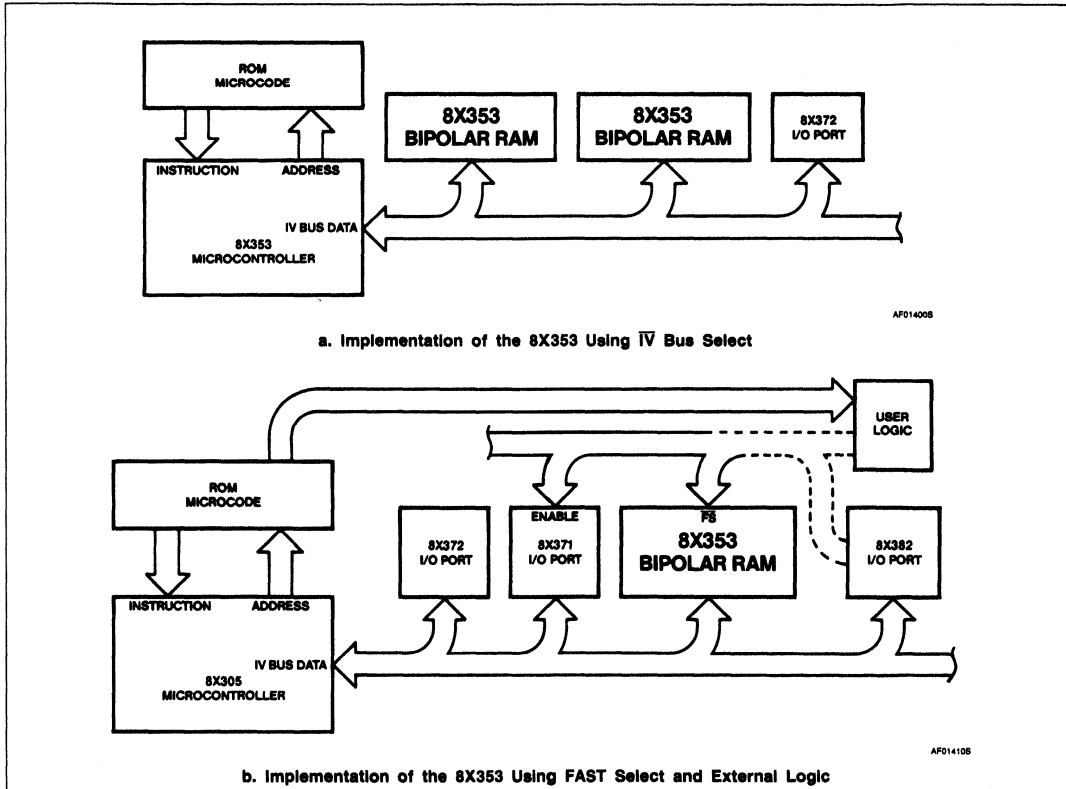 ROM
MICROCODE
8X353
BIPOLAR RAM
8X353
BIPOLAR RAM
8X372
I/O PORT
INSTRUCTION
ADDRESS
IV BUS DATA
8X353
MICROCONTROLLER
AF01400S
a. Implementation of the 8X353 Using I̅V̅ Bus Select
USER
LOGIC
ROM
MICROCODE
8X372
I/O PORT
ENABLE
8X371
I/O PORT
F̅S̅
8X353
BIPOLAR RAM
8X382
I/O PORT
INSTRUCTION
ADDRESS
IV BUS DATA
8X305
MICROCONTROLLER
AF01410S
b. Implementation of the 8X353 Using FAST Select and External Logic